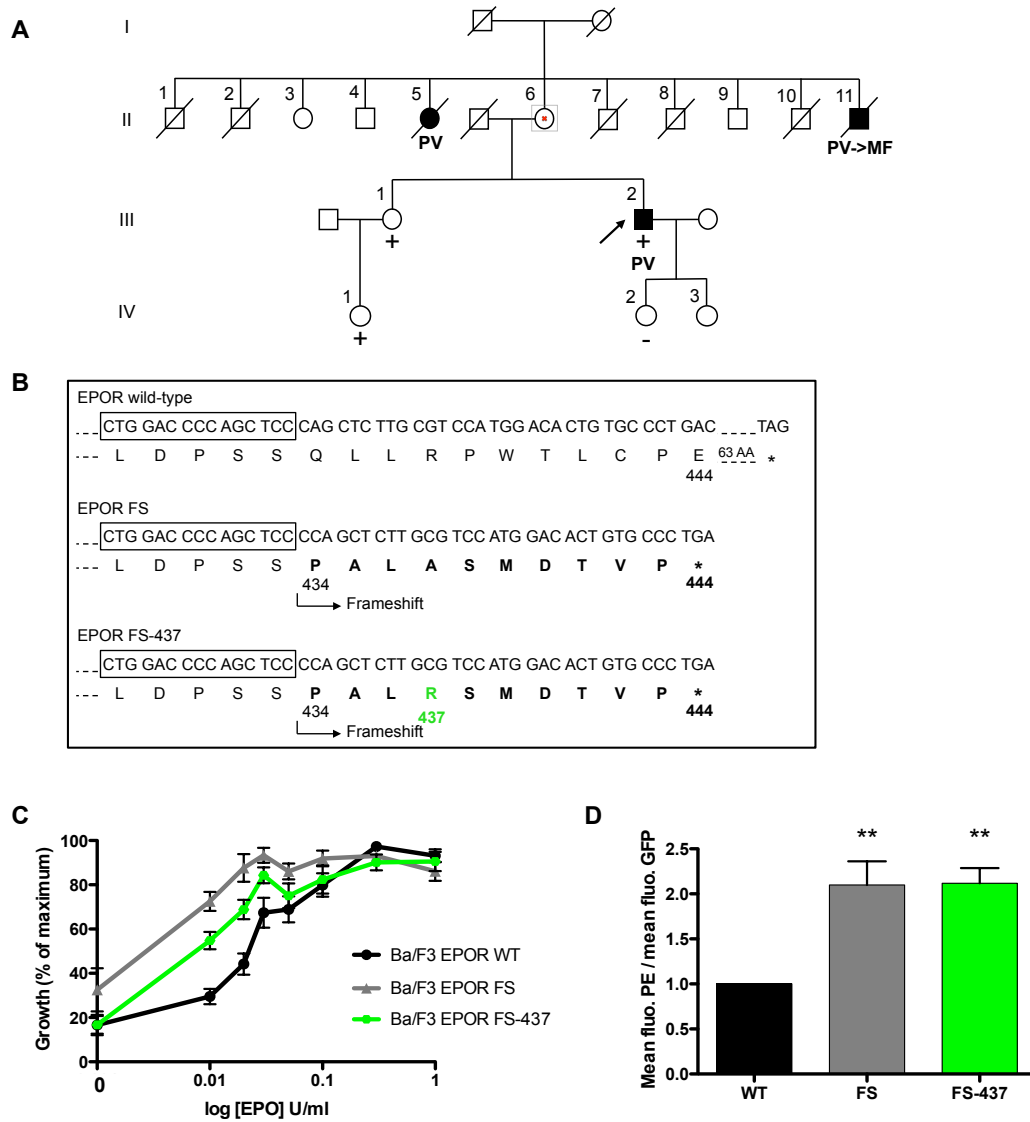 A
I
II
III
IV
1 2 3 4 5 6 7 8 9 10 11
PV
PV->MF
1 2
+
+
PV
1 2 3
+
-
B
EPOR wild-type
--- CTG GAC CCC AGC TCC CAG CTC TTG CGT CCA TGG ACA CTG TGC CCT GAC ---- TAG
--- L D P S S Q L L R P W T L C P E 63 AA *
444
EPOR FS
--- CTG GAC CCC AGC TCC CCA GCT CTT GCG TCC ATG GAC ACT GTG CCC TGA
--- L D P S S P A L A S M D T V P *
434 444
Frameshift
EPOR FS-437
--- CTG GAC CCC AGC TCC CCA GCT CTT GCG TCC ATG GAC ACT GTG CCC TGA
--- L D P S S P A L R S M D T V P *
434 437 444
Frameshift
C
Growth (% of maximum)
100
80
60
40
20
0
0 0.01 0.1 1
log [EPO] U/ml
Ba/F3 EPOR WT
Ba/F3 EPOR FS
Ba/F3 EPOR FS-437
D
Mean fluo. PE / mean fluo. GFP
2.5
2.0
1.5
1.0
0.5
0.0
** **
WT FS FS-437